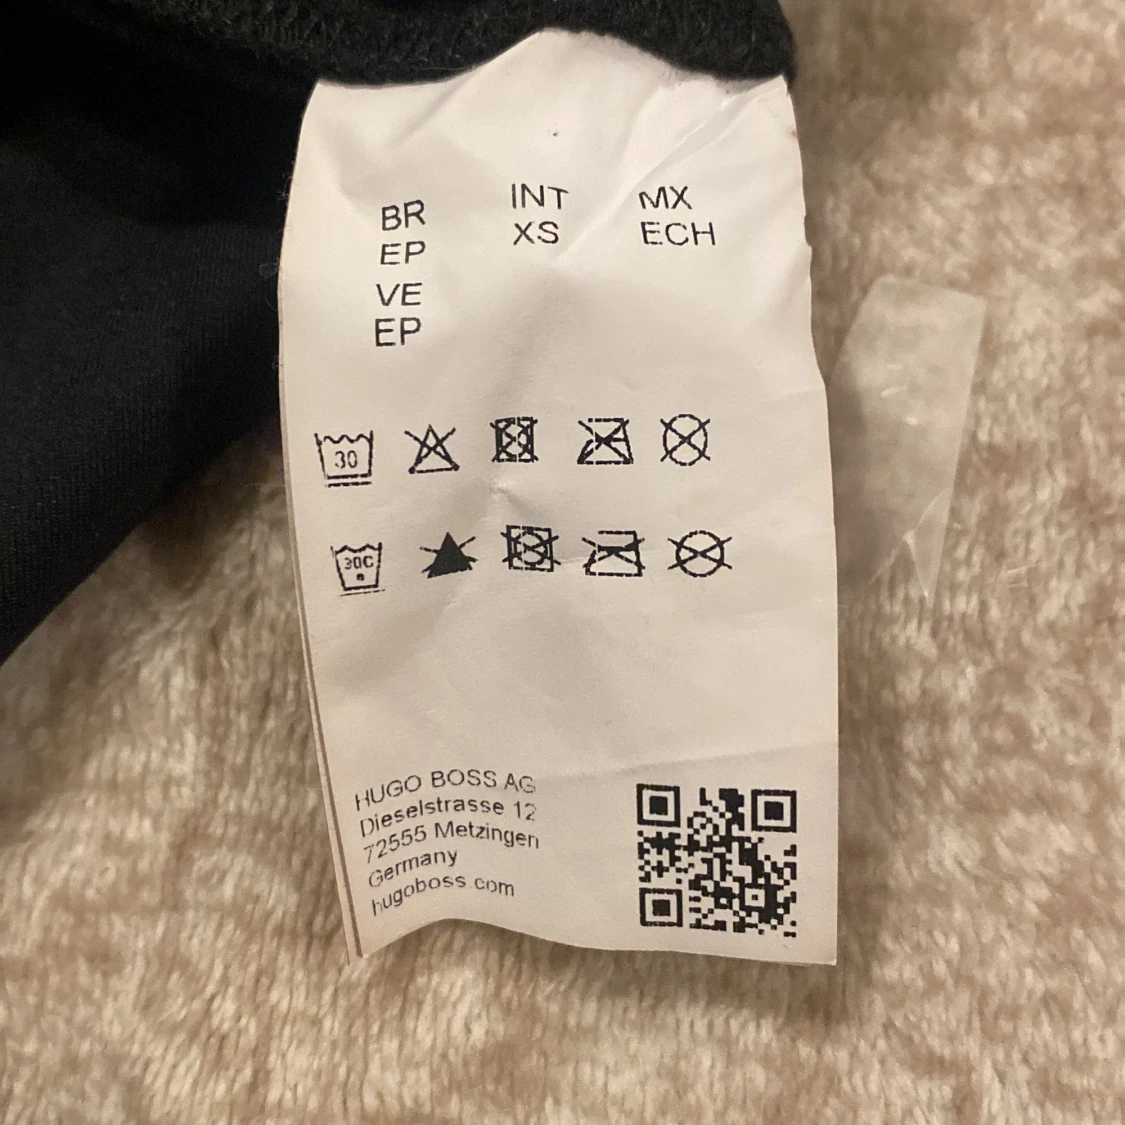 BR INT MX
EP XS ECH
VE
EP
30
30C
HUGO BOSS AG
Dieselstrasse 12
72555 Metzingen
Germany
hugoboss.com